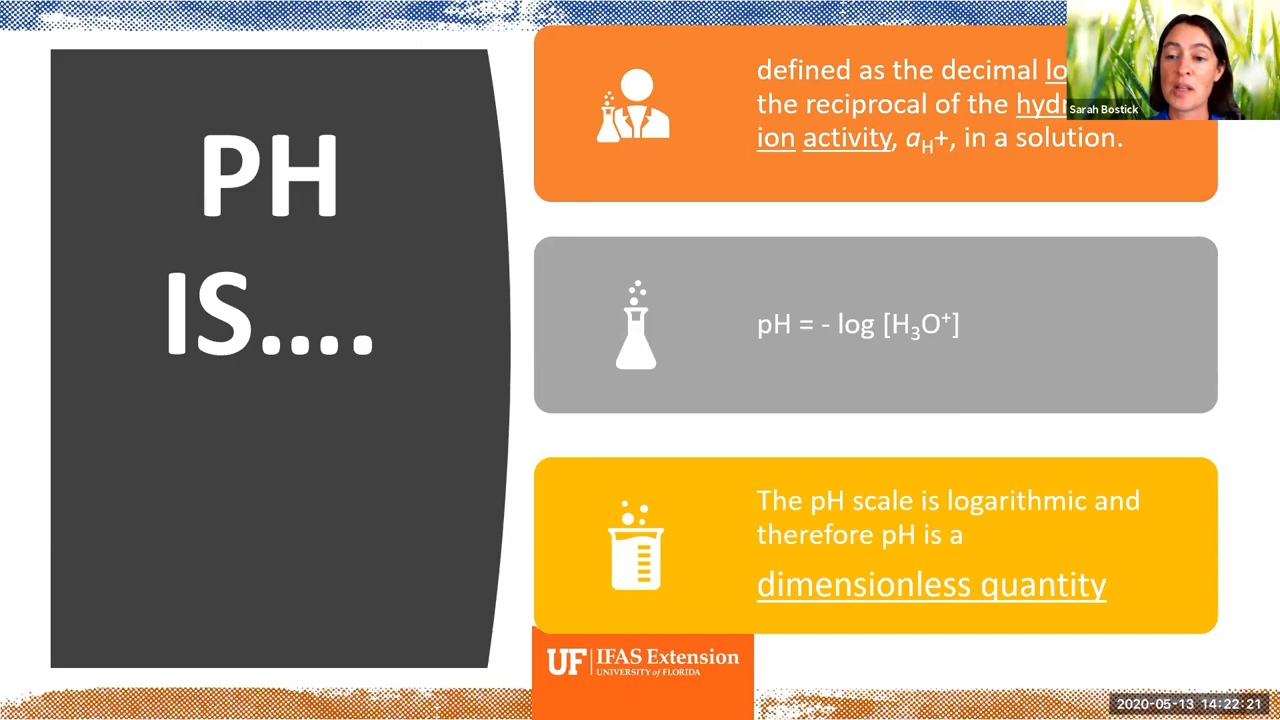 PH
IS....
defined as the decimal
the reciprocal of the
ion activity, aH+, in a solution.
pH = - log [H3O+]
The pH scale is logarithmic and
therefore pH is a
dimensionless quantity
Sarah Bostick
UF IFAS Extension
UNIVERSITY of FLORIDA
2020-05-13 14:22:21